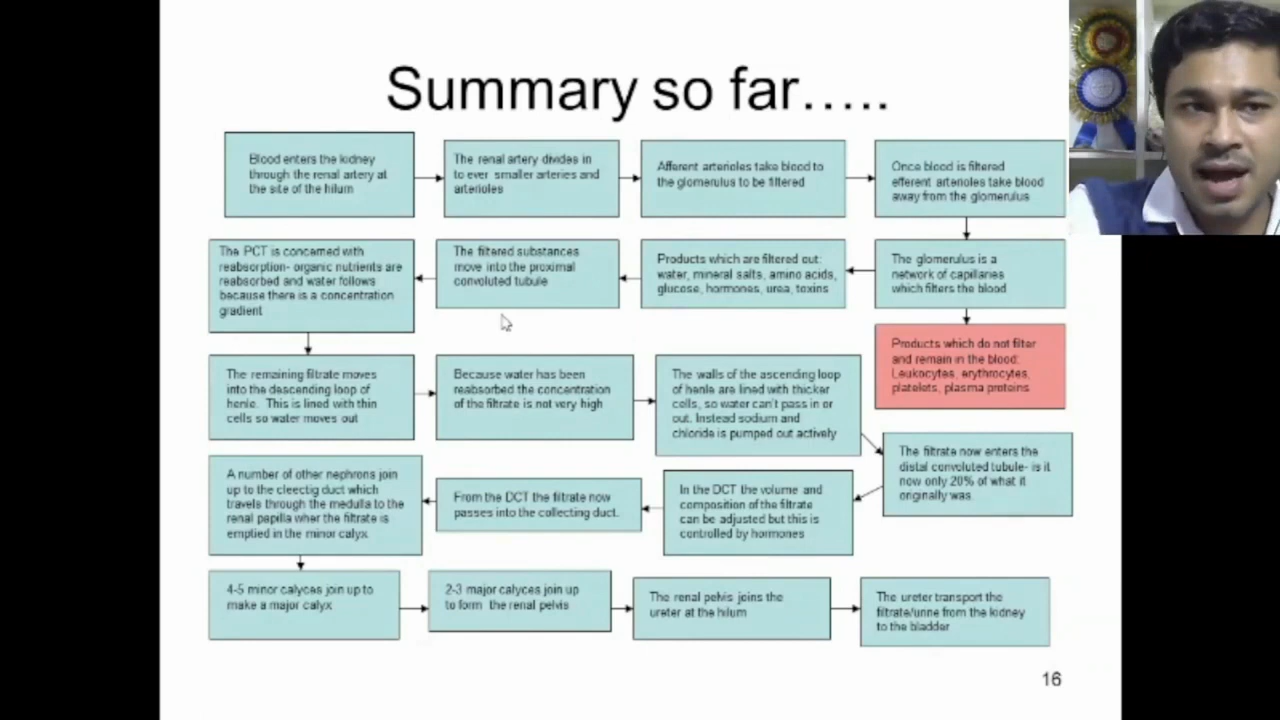 Summary so far.....
Blood enters the kidney
through the renal artery at
the site of the hilum
The renal artery divides in
to ever smaller arteries and
arterioles
Afferent arterioles take blood to
the glomerulus to be filtered
Once blood is filtered
efferent arterioles take blood
away from the glomerulus
The glomerulus is a
network of capillaries
which filters the blood
Products which are filtered out:
water, mineral salts, amino acids,
glucose, hormones, urea, toxins
The filtered substances
move into the proximal
convoluted tubule
The PCT is concerned with
reabsorption- organic nutrients are
reabsorbed and water follows
because there is a concentration
gradient
Products which do not filter
and remain in the blood:
Leukocytes, erythrocytes,
platelets, plasma proteins
The remaining filtrate moves
into the descending loop of
henle. This is lined with thin
cells so water moves out
Because water has been
reabsorbed the concentration
of the filtrate is not very high
The walls of the ascending loop
of henle are lined with thicker
cells, so water can't pass in or
out. Instead sodium and
chloride is pumped out actively
The filtrate now enters the
distal convoluted tubule- is it
now only 20% of what it
originally was.
In the DCT the volume and
composition of the filtrate
can be adjusted but this is
controlled by hormones
From the DCT the filtrate now
passes into the collecting duct.
A number of other nephrons join
up to the cleectig duct which
travels through the medulla to the
renal papilla wher the filtrate is
emptied in the minor calyx.
4-5 minor calyces join up to
make a major calyx
2-3 major calyces join up
to form the renal pelvis
The renal pelvis joins the
ureter at the hilum
The ureter transport the
filtrate/urine from the kidney
to the bladder
16